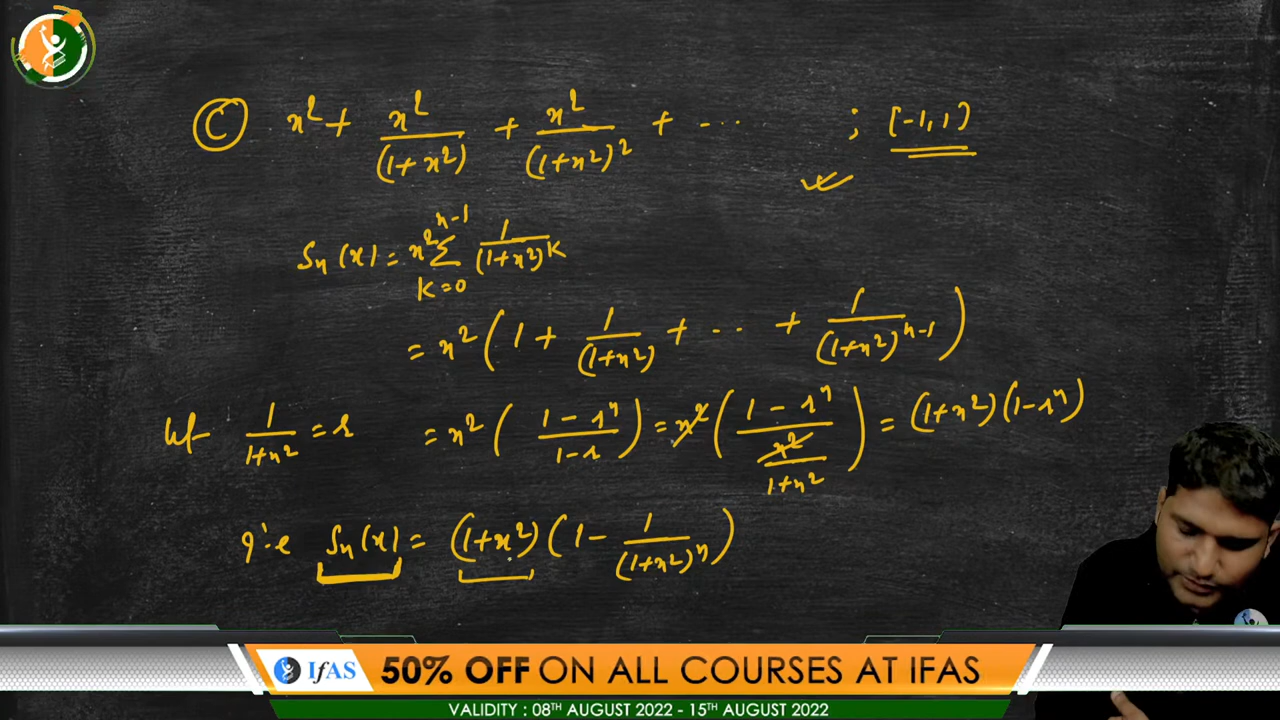 (C) x² + x²/(1+x²) + x²/(1+x²)² + ... ; [-1,1]
Sₙ(x) = x² Σ_{K=0}^{n-1} 1/(1+x²)^K
= x² (1 + 1/(1+x²) + ... + 1/(1+x²)^{n-1})
1/(1+x²) = r = x² ((1-rⁿ)/(1-r)) = x² ((1-rⁿ)/(x²/(1+x²))) = (1+x²)(1-rⁿ)
i.e Sₙ(x) = (1+x²)(1 - 1/(1+x²)ⁿ)
IFAS 50% OFF ON ALL COURSES AT IFAS
VALIDITY : 08TH AUGUST 2022 - 15TH AUGUST 2022